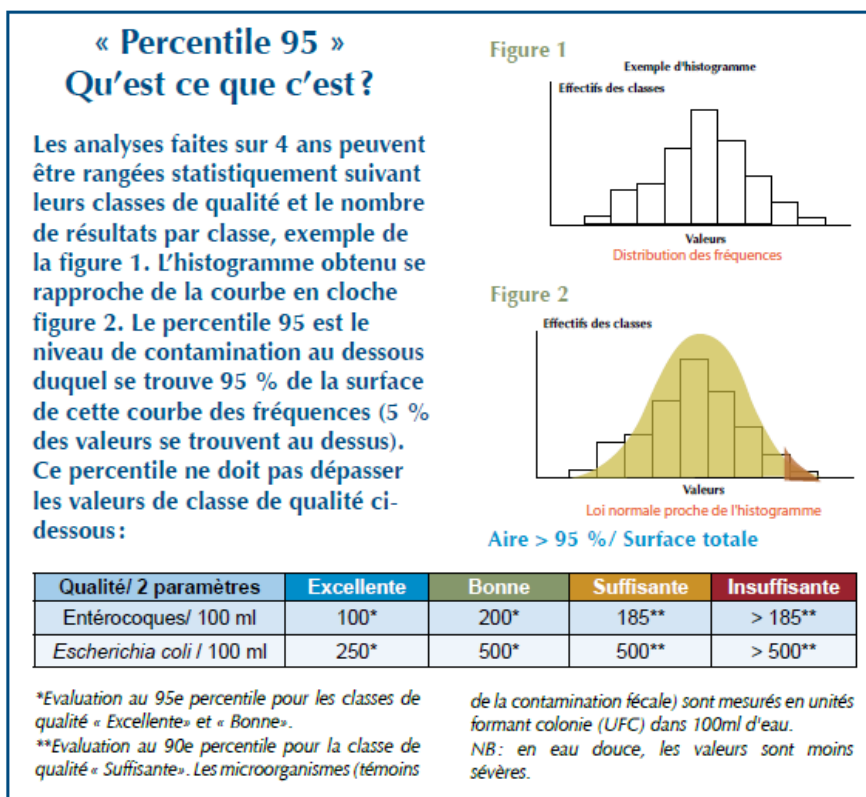 « Percentile 95 »
Qu'est ce que c'est ?
Les analyses faites sur 4 ans peuvent
être rangées statistiquement suivant
leurs classes de qualité et le nombre
de résultats par classe, exemple de
la figure 1. L'histogramme obtenu se
rapproche de la courbe en cloche
figure 2. Le percentile 95 est le
niveau de contamination au dessous
duquel se trouve 95 % de la surface
de cette courbe des fréquences (5 %
des valeurs se trouvent au dessus).
Ce percentile ne doit pas dépasser
les valeurs de classe de qualité ci-
dessous :
Figure 1
Exemple d'histogramme
Effectifs des classes
Valeurs
Distribution des fréquences
Figure 2
Effectifs des classes
Valeurs
Loi normale proche de l'histogramme
Aire > 95 %/ Surface totale
Qualité/ 2 paramètres Excellente Bonne Suffisante Insuffisante
Entérocoques/ 100 ml 100* 200* 185** > 185**
Escherichia coli / 100 ml 250* 500* 500** > 500**
*Evaluation au 95e percentile pour les classes de
qualité « Excellente» et « Bonne».
**Evaluation au 90e percentile pour la classe de
qualité « Suffisante». Les microorganismes (témoins
de la contamination fécale) sont mesurés en unités
formant colonie (UFC) dans 100ml d'eau.
NB : en eau douce, les valeurs sont moins
sévères.